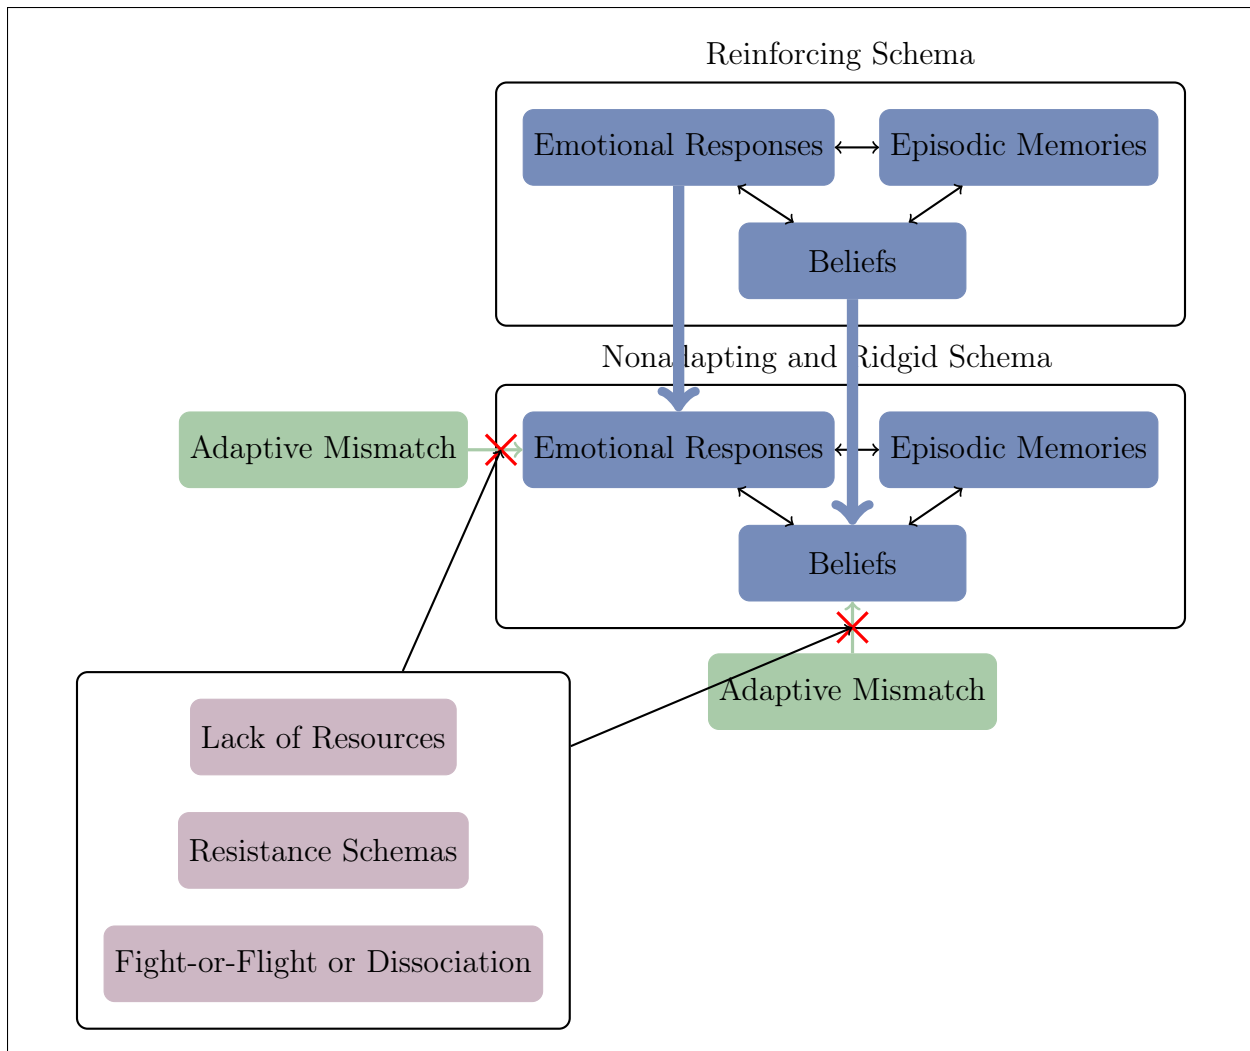 Reinforcing Schema
Emotional Responses
Episodic Memories
Beliefs
Nonadapting and Ridgid Schema
Adaptive Mismatch
Emotional Responses
Episodic Memories
Beliefs
Adaptive Mismatch
Lack of Resources
Resistance Schemas
Fight-or-Flight or Dissociation